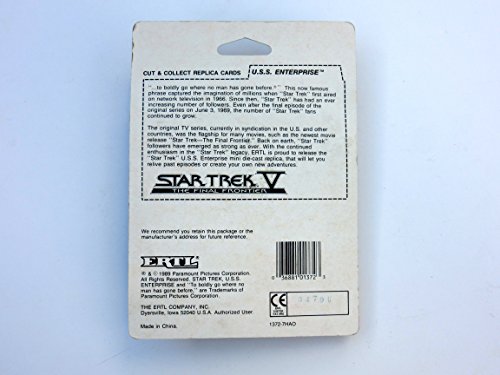 CUT & COLLECT REPLICA CARDS
U.S.S. ENTERPRISE™
"...to boldly go where no man has gone before." This now famous
phrase captured the imagination of millions when "Star Trek" first aired
on network television in 1966. Since then, "Star Trek" has had an ever
increasing number of followers. Even after the final episode of the
original series on June 3, 1969, the number of "Star Trek" fans
continued to grow.
The original TV series, currently in syndication in the U.S. and other
countries, was the flagship for many movies, such as the newest movie
release "Star Trek—The Final Frontier." Back on earth, "Star Trek"
followers have emerged as strong as ever. With the continued
enthusiasm in the "Star Trek" legacy, ERTL is proud to release the
"Star Trek" U.S.S. Enterprise mini die-cast replica, that will let you
relive past episodes or create your own new adventures.
STAR TREK V
THE FINAL FRONTIER
We recommend you retain this package or the
manufacturer's address for future reference.
ERTL
® & © 1989 Paramount Pictures Corporation.
All Rights Reserved. STAR TREK, U.S.S.
ENTERPRISE and "To boldly go where no
man has gone before," are Trademarks of
Paramount Pictures Corporation.
THE ERTL COMPANY, INC.
Dyersville, Iowa 52040 U.S.A. Authorized User.
Made in China.
0 36881 01372 3
CE
1372-7HAO